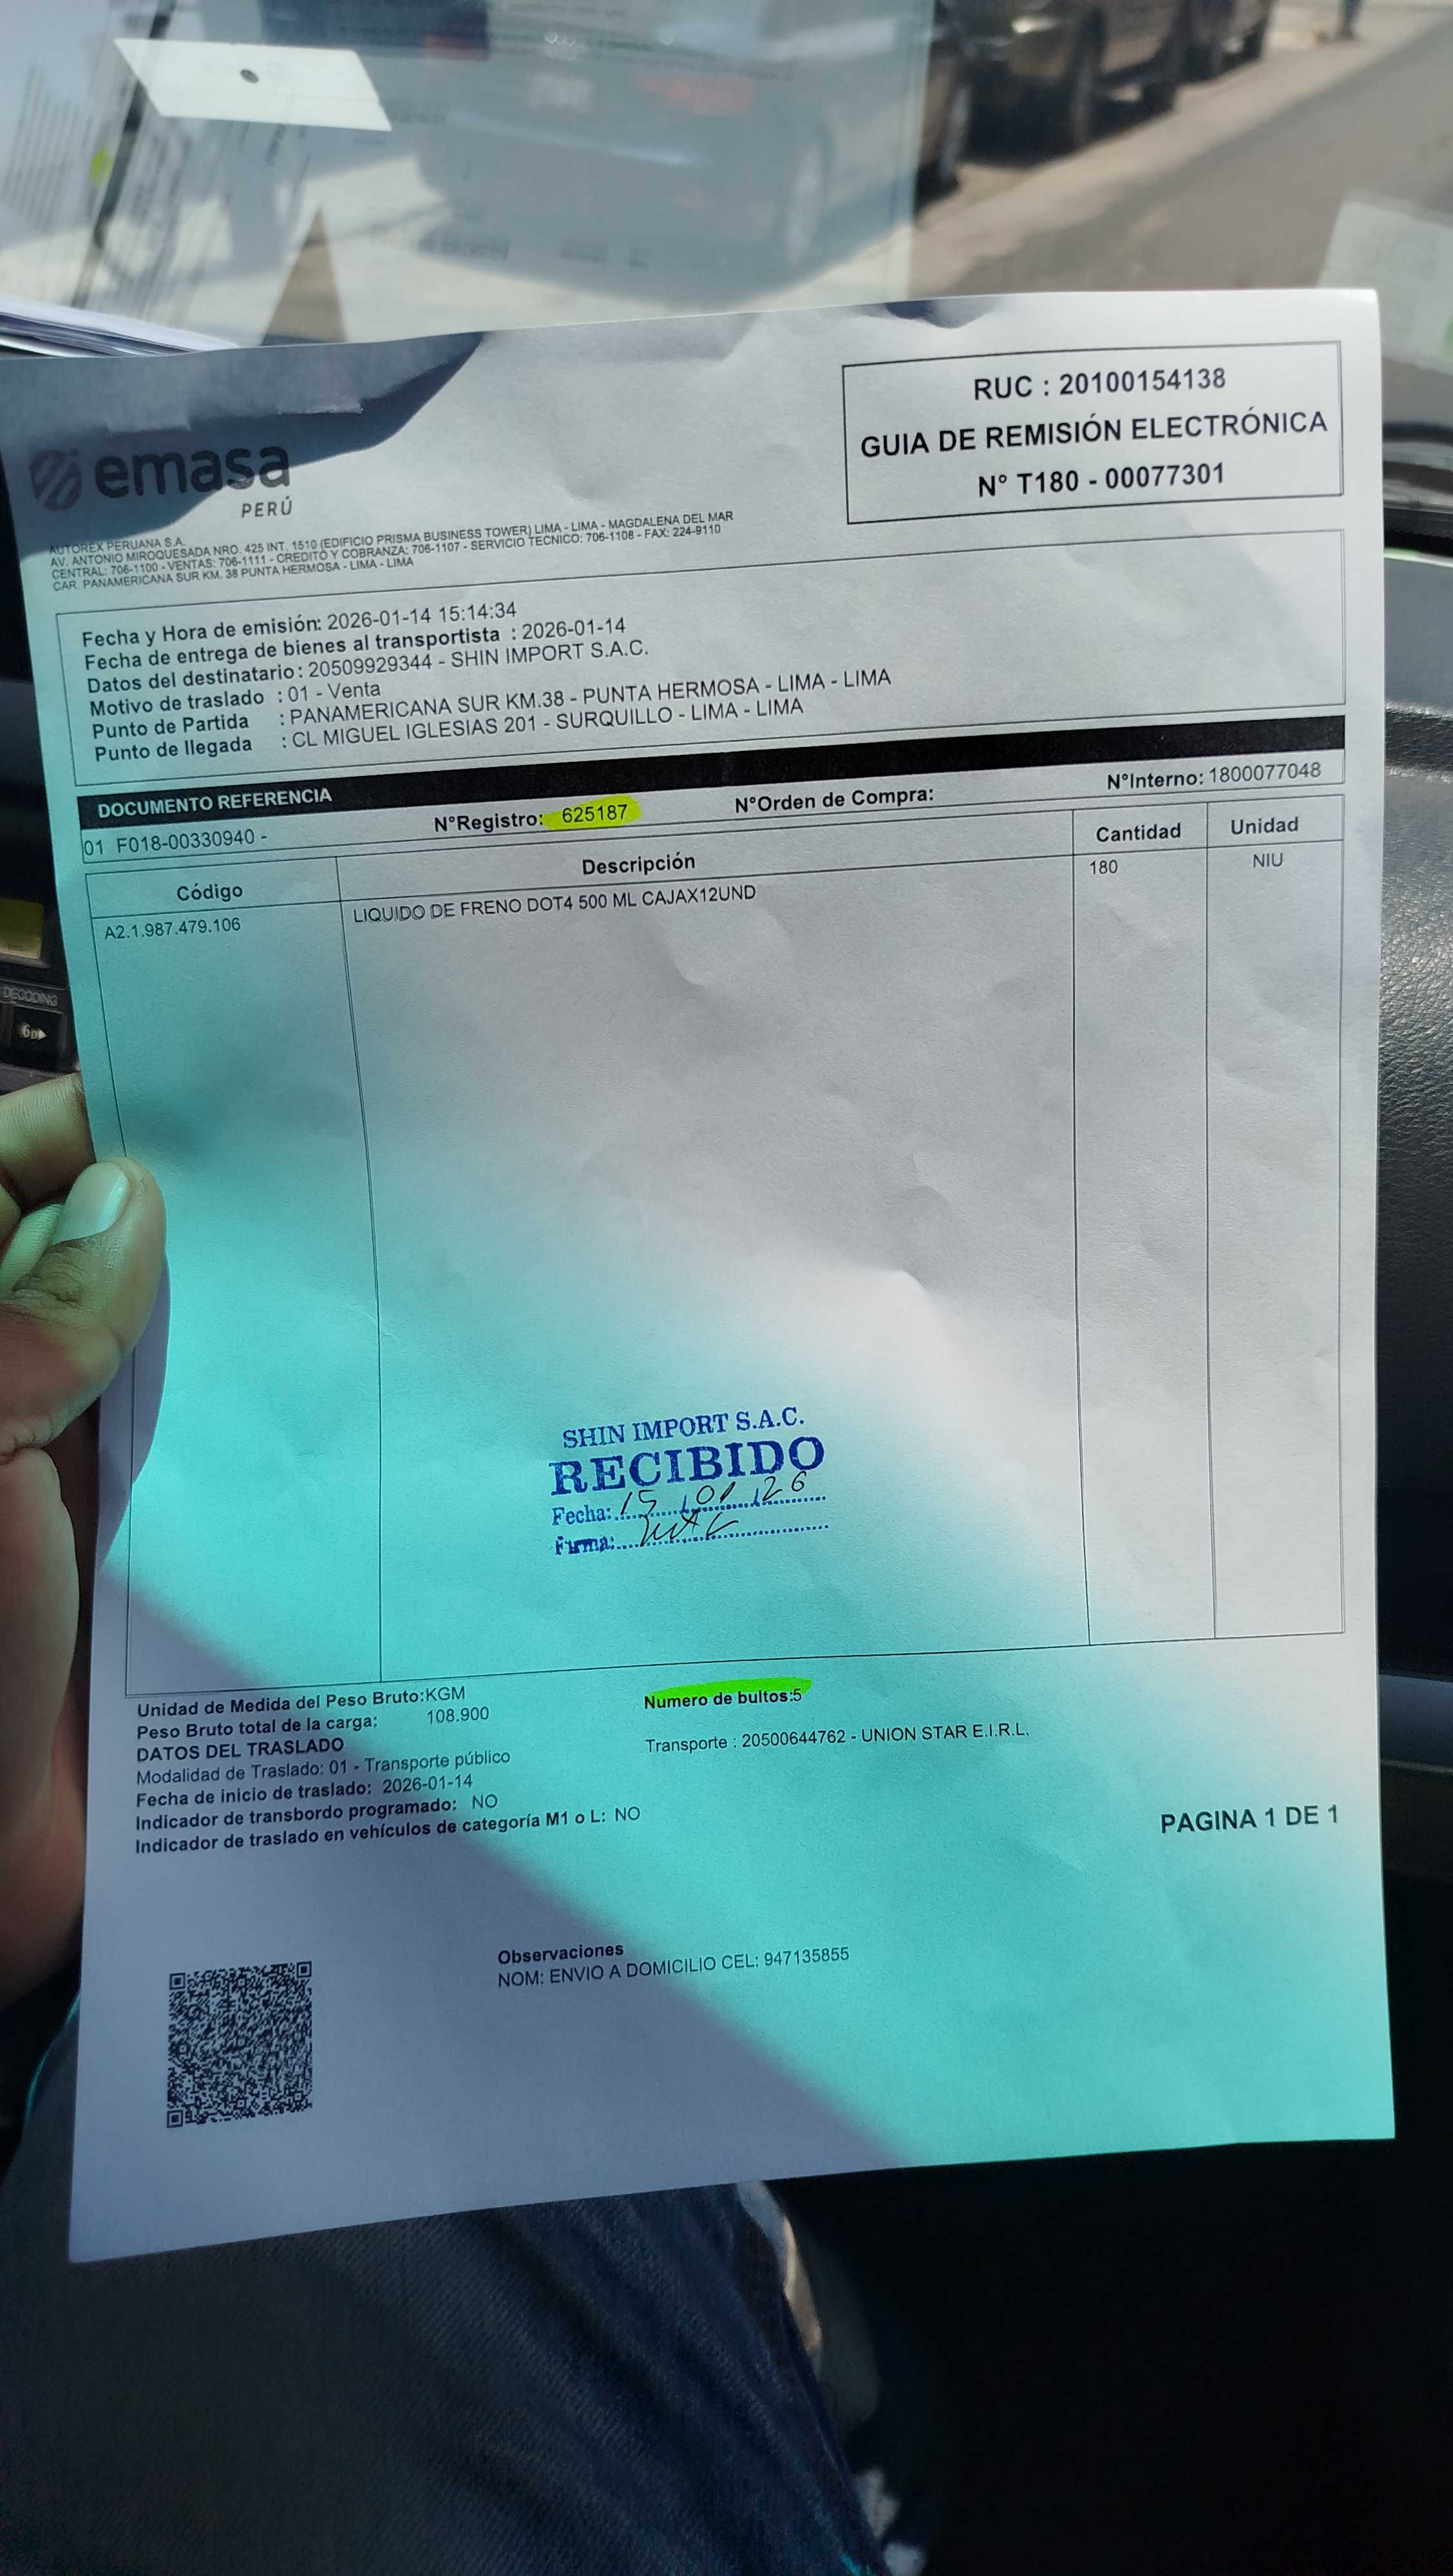 RUC : 20100154138
GUIA DE REMISIÓN ELECTRÓNICA
N° T180 - 00077301
emasa
PERÚ
AUTOREX PERUANA S.A.
AV. ANTONIO MIROQUESADA NRO. 425 INT. 1510 (EDIFICIO PRISMA BUSINESS TOWER) LIMA - LIMA - MAGDALENA DEL MAR
CENTRAL: 706-1100 - VENTAS: 706-1111 - CREDITO Y COBRANZA: 706-1107 - SERVICIO TECNICO: 706-1108 - FAX: 224-9110
CAR. PANAMERICANA SUR KM. 38 PUNTA HERMOSA - LIMA - LIMA
Fecha y Hora de emisión: 2026-01-14 15:14:34
Fecha de entrega de bienes al transportista : 2026-01-14
Datos del destinatario : 20509929344 - SHIN IMPORT S.A.C.
Motivo de traslado : 01 - Venta
Punto de Partida : PANAMERICANA SUR KM.38 - PUNTA HERMOSA - LIMA - LIMA
Punto de llegada : CL MIGUEL IGLESIAS 201 - SURQUILLO - LIMA - LIMA
DOCUMENTO REFERENCIA
01 F018-00330940 - N°Registro: 625187 N°Orden de Compra: N°Interno: 1800077048
Código Descripción Cantidad Unidad
A2.1.987.479.106 LIQUIDO DE FRENO DOT4 500 ML CAJAX12UND 180 NIU
DECODING
6
SHIN IMPORT S.A.C.
RECIBIDO
Fecha: 15 / 01 / 26
Firma:
Unidad de Medida del Peso Bruto:KGM Numero de bultos:5
Peso Bruto total de la carga: 108.900
DATOS DEL TRASLADO Transporte : 20500644762 - UNION STAR E.I.R.L.
Modalidad de Traslado: 01 - Transporte público
Fecha de inicio de traslado: 2026-01-14
Indicador de transbordo programado: NO
Indicador de traslado en vehículos de categoría M1 o L: NO
PAGINA 1 DE 1
Observaciones
NOM: ENVIO A DOMICILIO CEL: 947135855